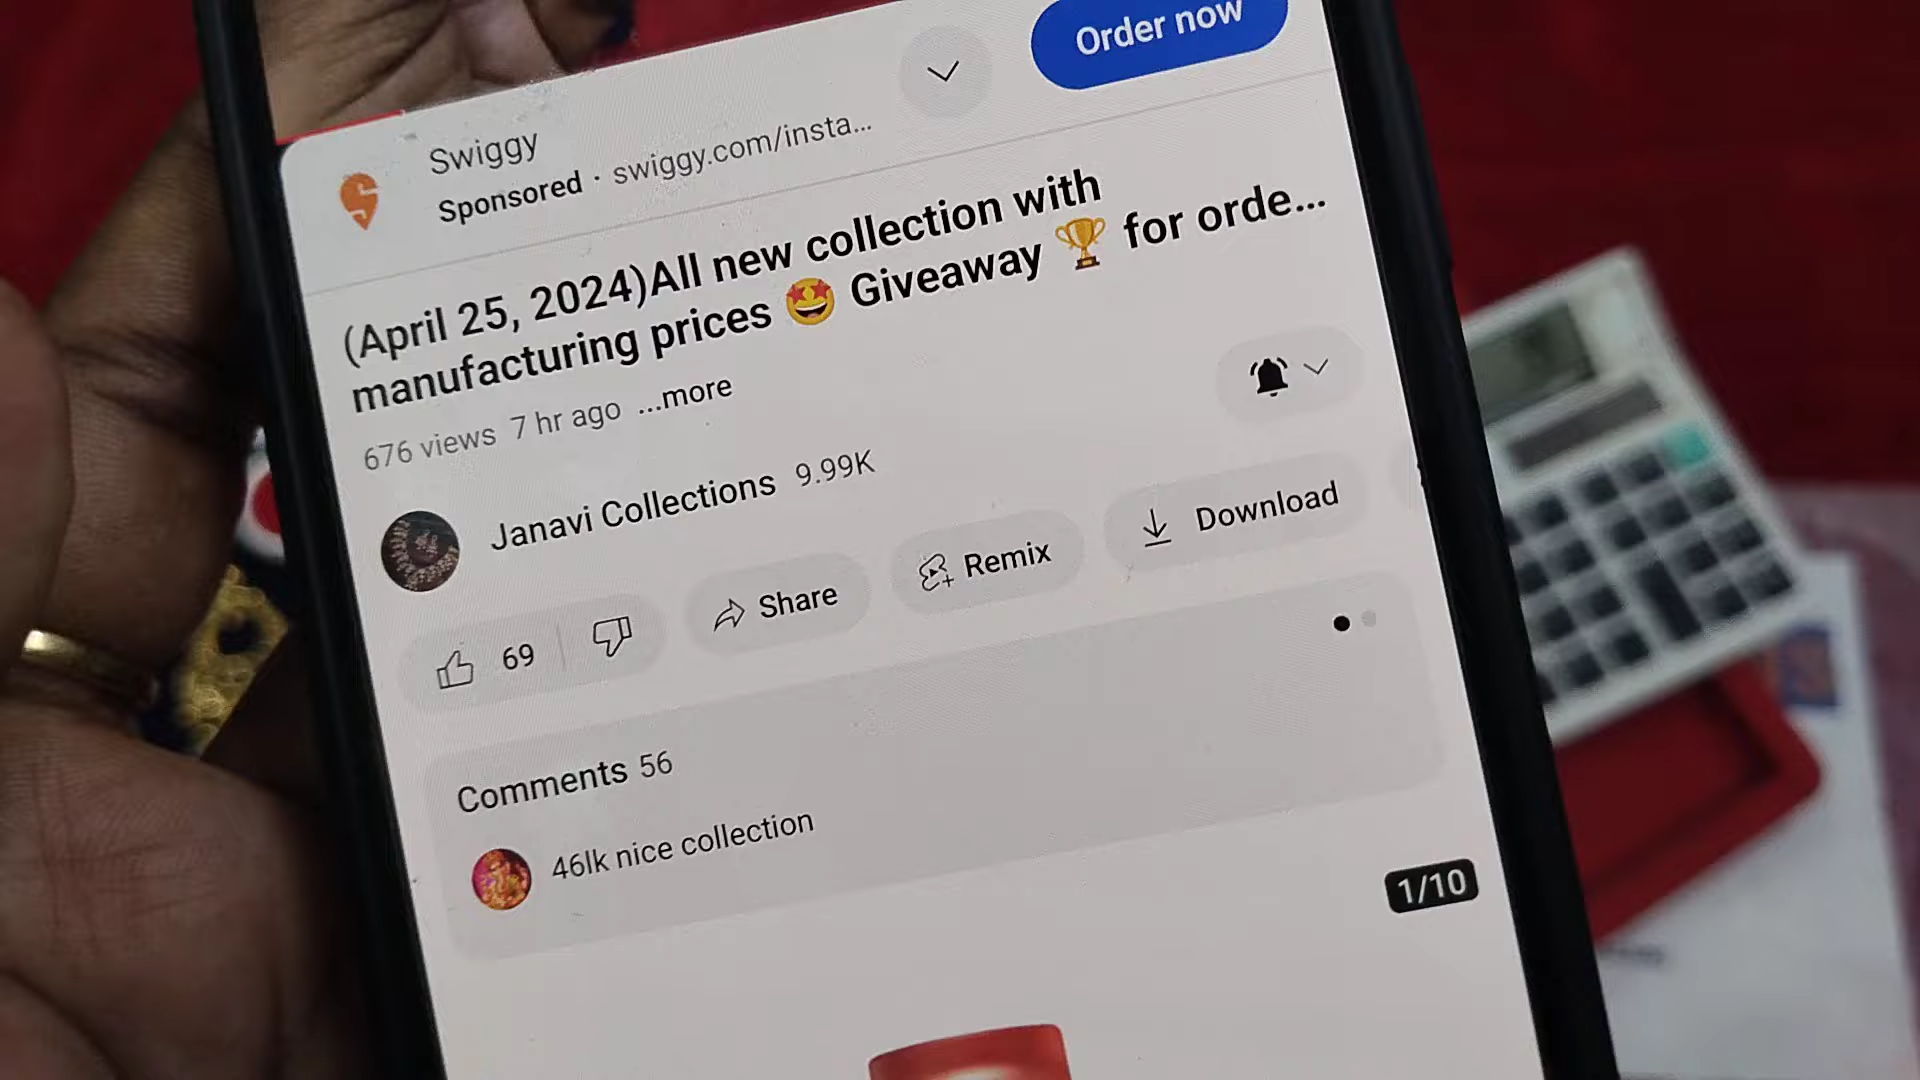 Order now
Swiggy
Sponsored · swiggy.com/insta...
(April 25, 2024)All new collection with
manufacturing prices 🤩 Giveaway 🏆 for orde...
676 views 7 hr ago ...more
Janavi Collections 9.99K
69
Share
Remix
Download
Comments 56
46lk nice collection
1/10